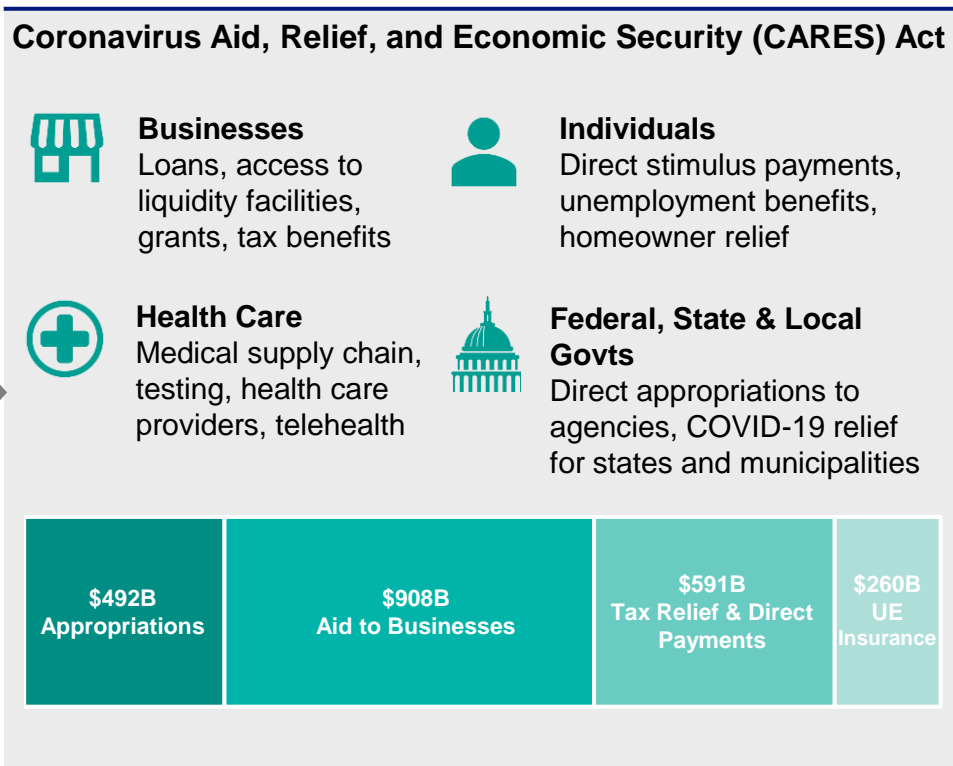 Coronavirus Aid, Relief, and Economic Security (CARES) Act
Businesses
Loans, access to
liquidity facilities,
grants, tax benefits
Individuals
Direct stimulus payments,
unemployment benefits,
homeowner relief
Health Care
Medical supply chain,
testing, health care
providers, telehealth
Federal, State & Local
Govts
Direct appropriations to
agencies, COVID-19 relief
for states and municipalities
$492B
Appropriations
$908B
Aid to Businesses
$591B
Tax Relief & Direct
Payments
$260B
UE
Insurance